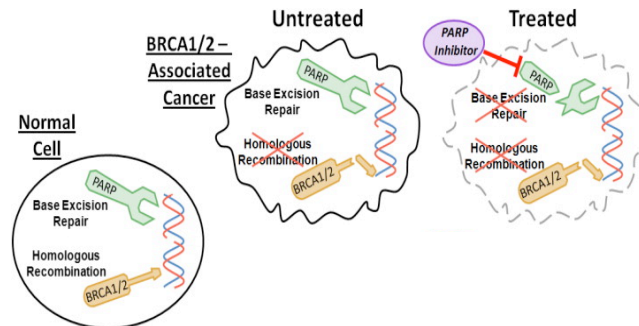 Untreated
Treated
BRCA1/2 –
Associated
Cancer
PARP
Inhibitor
PARP
Base Excision
Repair
Homologous
Recombination
BRCA1/2
PARP
Base Excision
Repair
Homologous
Recombination
BRCA1/2
Normal
Cell
PARP
Base Excision
Repair
Homologous
Recombination
BRCA1/2